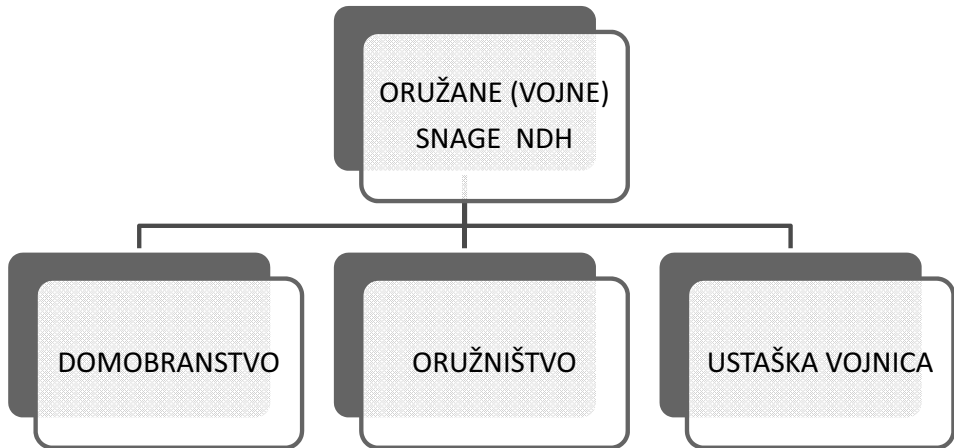 ORUŽANE (VOJNE)
SNAGE NDH
DOMOBRANSTVO
ORUŽNIŠTVO
USTAŠKA VOJNICA